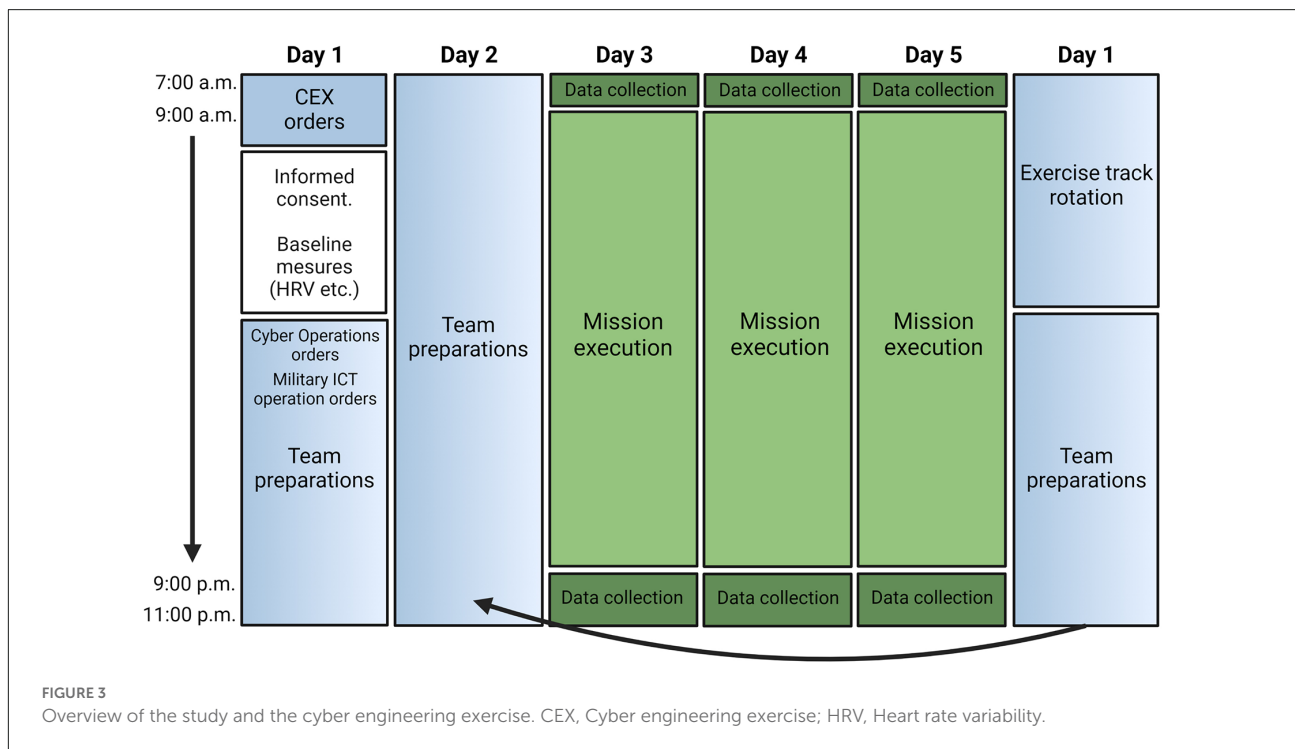 Day 1
Day 2
Day 3
Day 4
Day 5
Day 1
7:00 a.m.
9:00 a.m.
9:00 p.m.
11:00 p.m.
CEX
orders
Informed
consent.
Baseline
mesures
(HRV etc.)
Cyber Operations
orders
Military ICT
operation orders
Team
preparations
Team
preparations
Data collection
Mission
execution
Data collection
Data collection
Mission
execution
Data collection
Data collection
Mission
execution
Data collection
Exercise track
rotation
Team
preparations
FIGURE 3
Overview of the study and the cyber engineering exercise. CEX, Cyber engineering exercise; HRV, Heart rate variability.